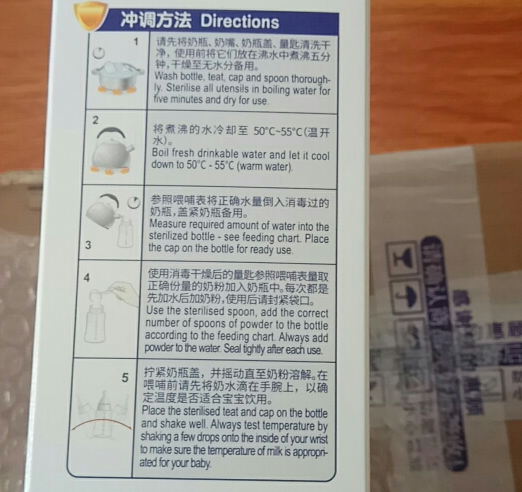 冲调方法 Directions
1
请先将奶瓶、奶嘴、奶瓶盖、量匙清洗干
净，使用前将它们放在沸水中煮沸五分
钟，干燥至无水分备用。
Wash bottle, teat, cap and spoon thorough-
ly. Sterilise all utensils in boiling water for
five minutes and dry for use.
2
将煮沸的水冷却至 50°C~55°C(温开
水)。
Boil fresh drinkable water and let it cool
down to 50°C - 55°C (warm water).
3
参照喂哺表将正确水量倒入消毒过的
奶瓶,盖紧奶瓶备用。
Measure required amount of water into the
sterilized bottle - see feeding chart. Place
the cap on the bottle for ready use.
4
使用消毒干燥后的量匙参照喂哺表量取
正确份量的奶粉加入奶瓶中。每次都是
先加水后加奶粉,使用后请封紧袋口。
Use the sterilised spoon, add the correct
number of spoons of powder to the bottle
according to the feeding chart. Always add
powder to the water. Seal tightly after each use.
5
拧紧奶瓶盖，并摇动直至奶粉溶解。在
喂哺前请先将奶水滴在手腕上，以确
定温度是否适合宝宝饮用。
Place the sterilised teat and cap on the bottle
and shake well. Always test temperature by
shaking a few drops onto the inside of your wrist
to make sure the temperature of milk is appropri-
ated for your baby.